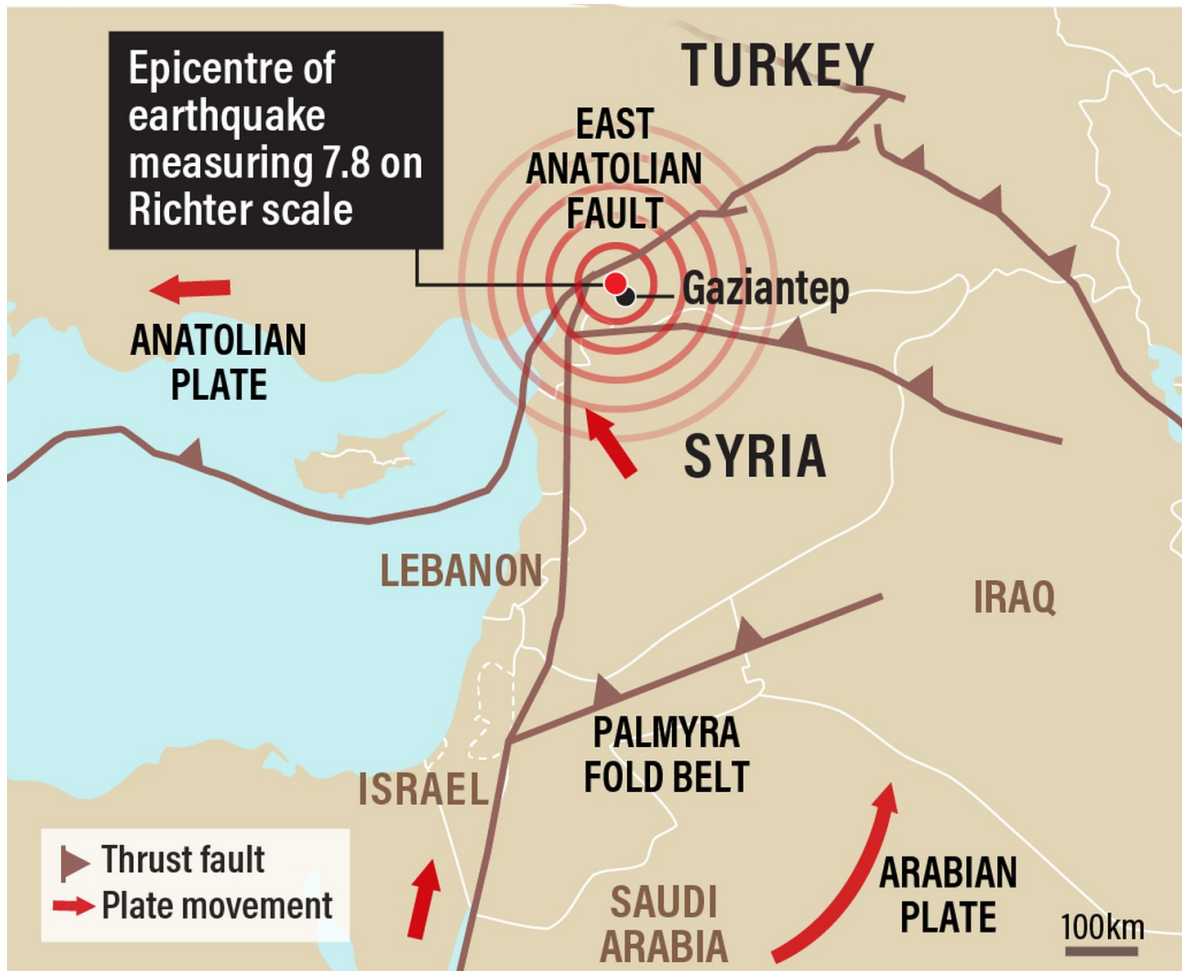 Epicentre of
earthquake
measuring 7.8 on
Richter scale
TURKEY
EAST
ANATOLIAN
FAULT
Gaziantep
ANATOLIAN
PLATE
SYRIA
LEBANON
IRAQ
PALMYRA
FOLD BELT
ISRAEL
Thrust fault
Plate movement
SAUDI
ARABIA
ARABIAN
PLATE
100km